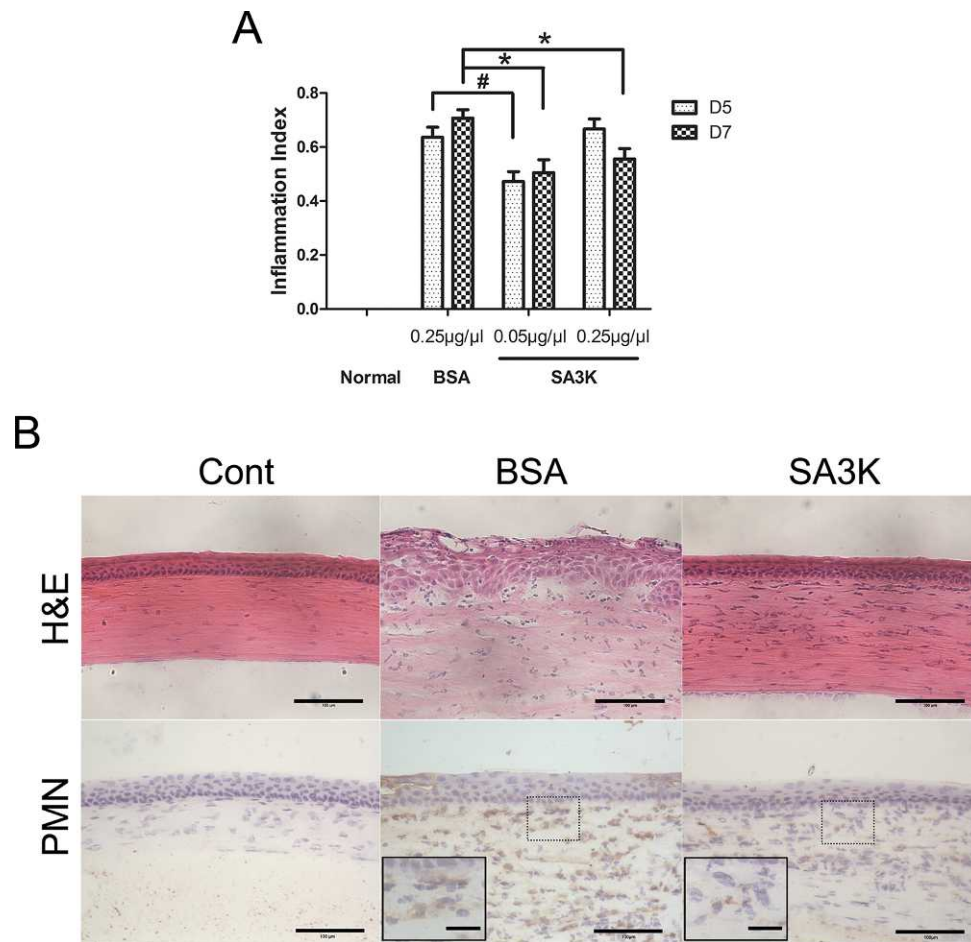 A
*
*
#
0.8
0.6
0.4
0.2
0.0
Inflammation Index
D5
D7
0.25µg/µl 0.05µg/µl 0.25µg/µl
Normal BSA SA3K
B
Cont BSA SA3K
H&E
PMN